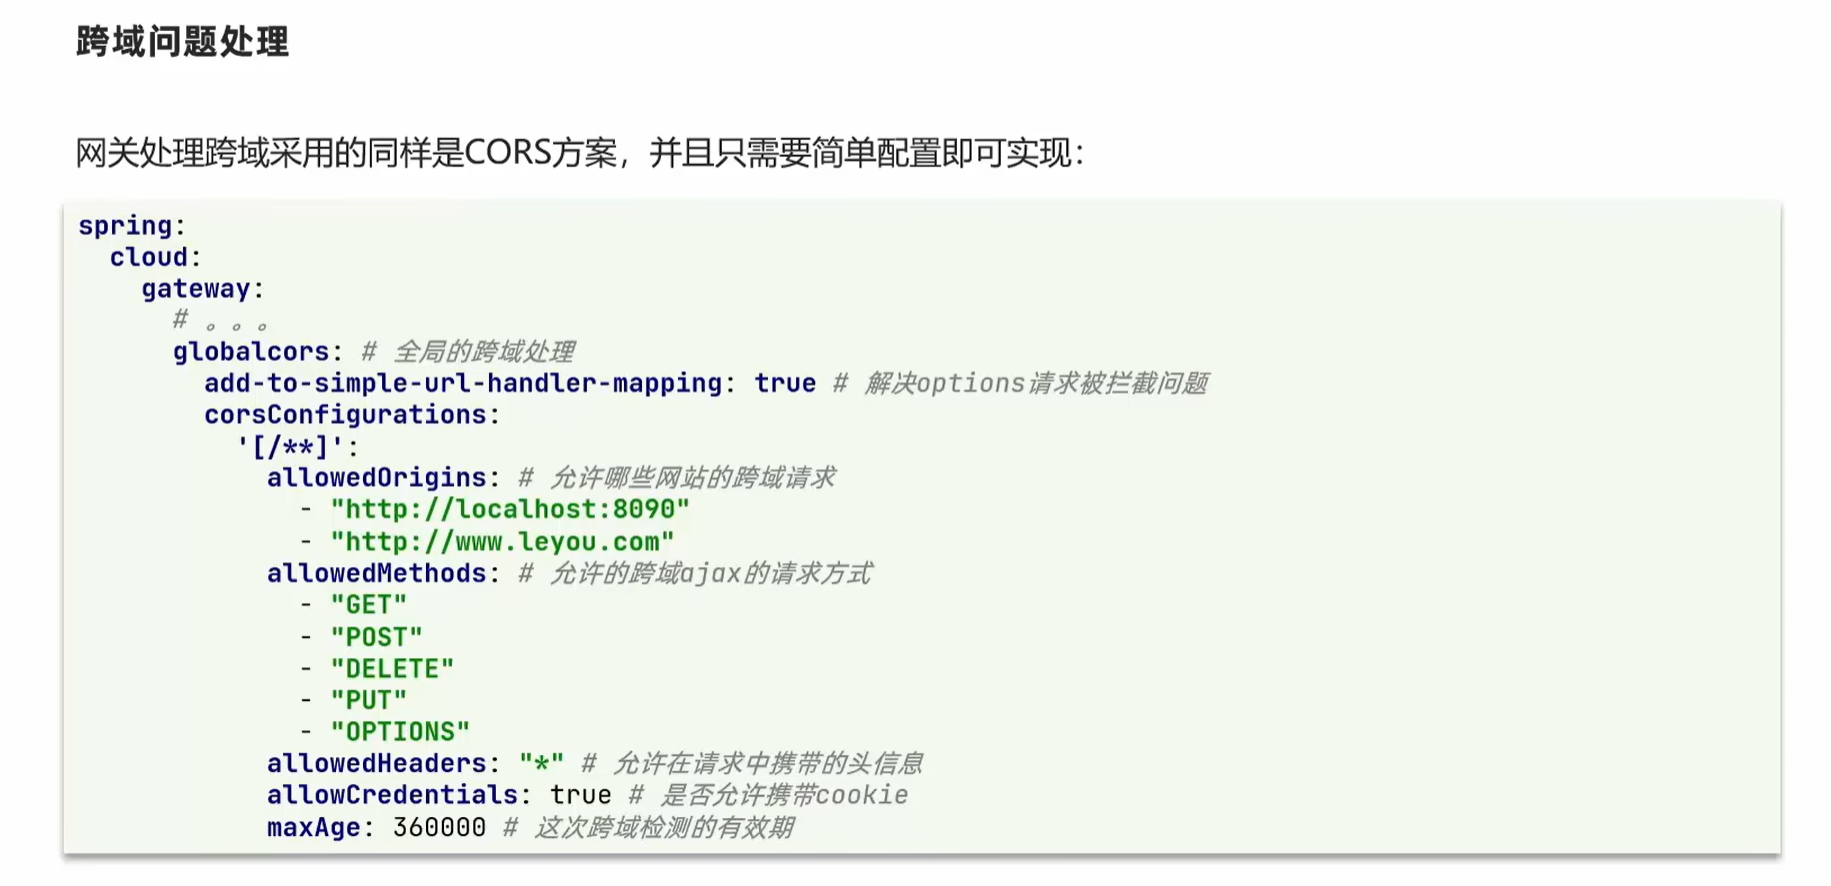 跨域问题处理
网关处理跨域采用的同样是CORS方案，并且只需要简单配置即可实现：
spring:
  cloud:
    gateway:
      # 。。。
      globalcors: # 全局的跨域处理
        add-to-simple-url-handler-mapping: true # 解决options请求被拦截问题
        corsConfigurations:
          '[/**]':
            allowedOrigins: # 允许哪些网站的跨域请求
              - "http://localhost:8090"
              - "http://www.leyou.com"
            allowedMethods: # 允许的跨域ajax的请求方式
              - "GET"
              - "POST"
              - "DELETE"
              - "PUT"
              - "OPTIONS"
            allowedHeaders: "*" # 允许在请求中携带的头信息
            allowCredentials: true # 是否允许携带cookie
            maxAge: 360000 # 这次跨域检测的有效期